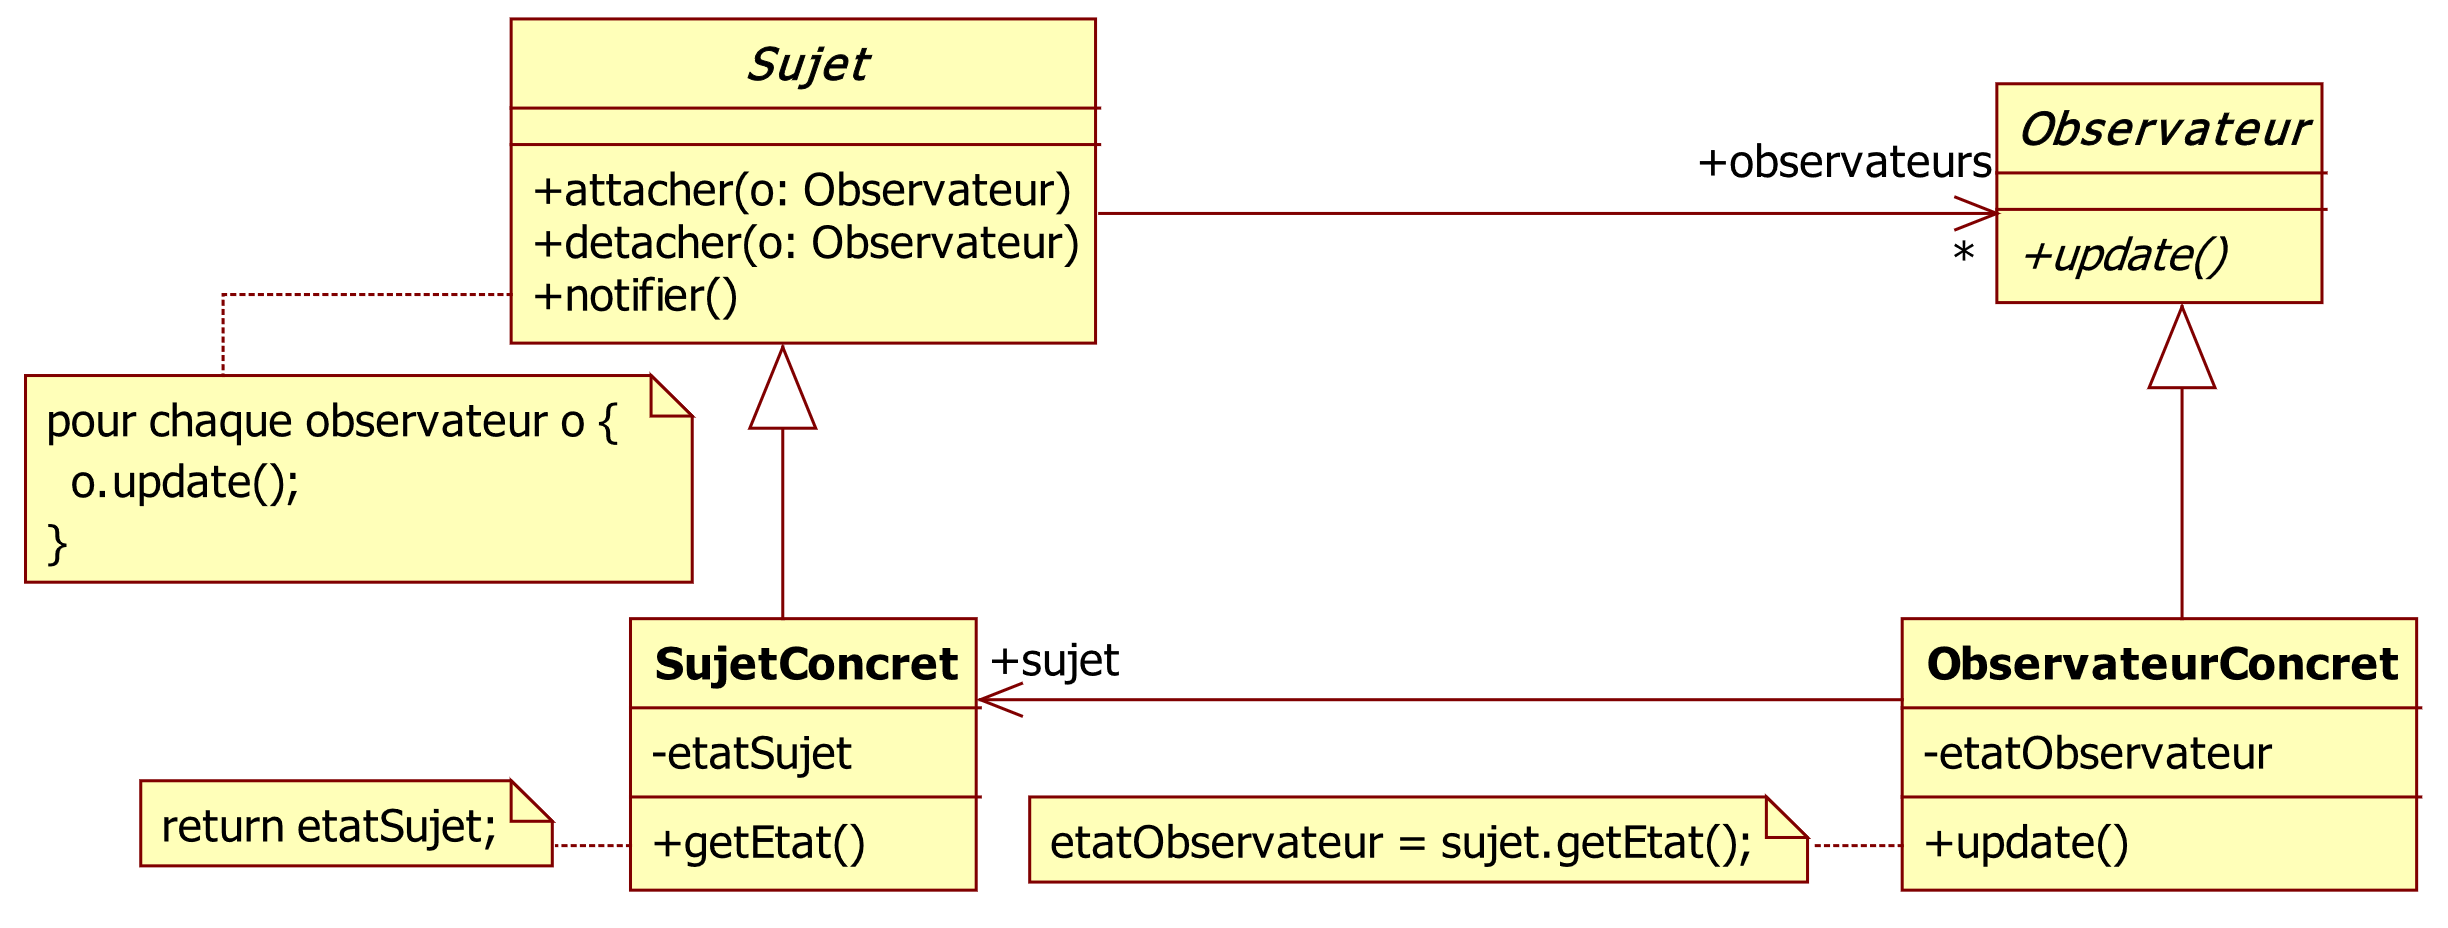 Sujet
+attacher(o: Observateur)
+detacher(o: Observateur)
+notifier()
+observateurs
*
Observateur
+update()
pour chaque observateur o {
o.update();
}
SujetConcret
-etatSujet
+getEtat()
return etatSujet;
+sujet
etatObservateur = sujet.getEtat();
ObservateurConcret
-etatObservateur
+update()